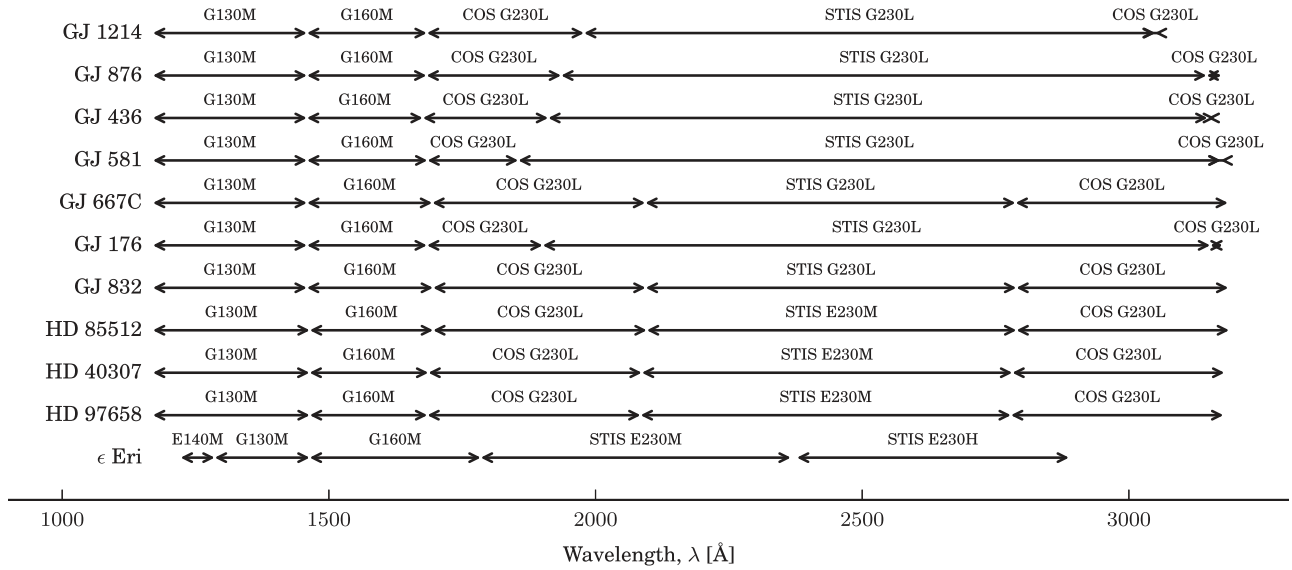 G130M G160M COS G230L STIS G230L COS G230L
GJ 1214
G130M G160M COS G230L STIS G230L COS G230L
GJ 876
G130M G160M COS G230L STIS G230L COS G230L
GJ 436
G130M G160M COS G230L STIS G230L COS G230L
GJ 581
G130M G160M COS G230L STIS G230L COS G230L
GJ 667C
G130M G160M COS G230L STIS G230L COS G230L
GJ 176
G130M G160M COS G230L STIS G230L COS G230L
GJ 832
G130M G160M COS G230L STIS E230M COS G230L
HD 85512
G130M G160M COS G230L STIS E230M COS G230L
HD 40307
G130M G160M COS G230L STIS E230M COS G230L
HD 97658
E140M G130M G160M STIS E230M STIS E230H
ϵ Eri
1000 1500 2000 2500 3000
Wavelength, λ [Å]